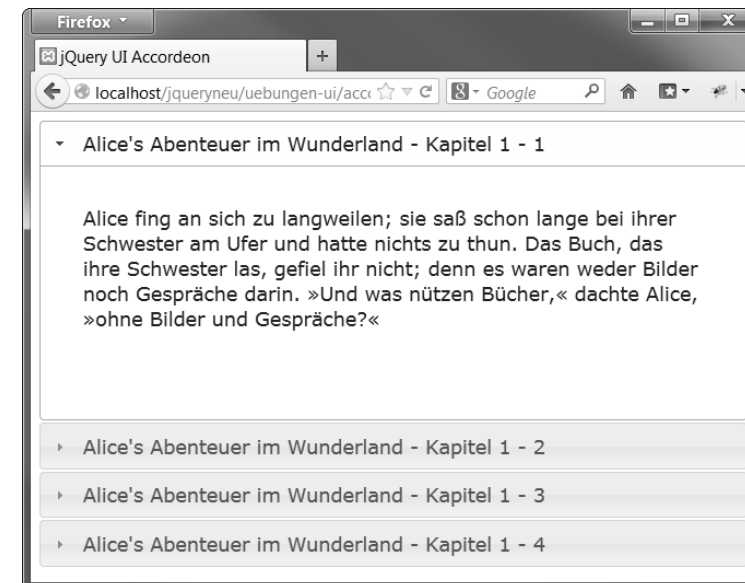 Firefox
jQuery UI Accordeon
localhost/jqueryneu/uebungen-ui/acc
Google
Alice's Abenteuer im Wunderland - Kapitel 1 - 1
Alice fing an sich zu langweilen; sie saß schon lange bei ihrer
Schwester am Ufer und hatte nichts zu thun. Das Buch, das
ihre Schwester las, gefiel ihr nicht; denn es waren weder Bilder
noch Gespräche darin. »Und was nützen Bücher,« dachte Alice,
»ohne Bilder und Gespräche?«
Alice's Abenteuer im Wunderland - Kapitel 1 - 2
Alice's Abenteuer im Wunderland - Kapitel 1 - 3
Alice's Abenteuer im Wunderland - Kapitel 1 - 4